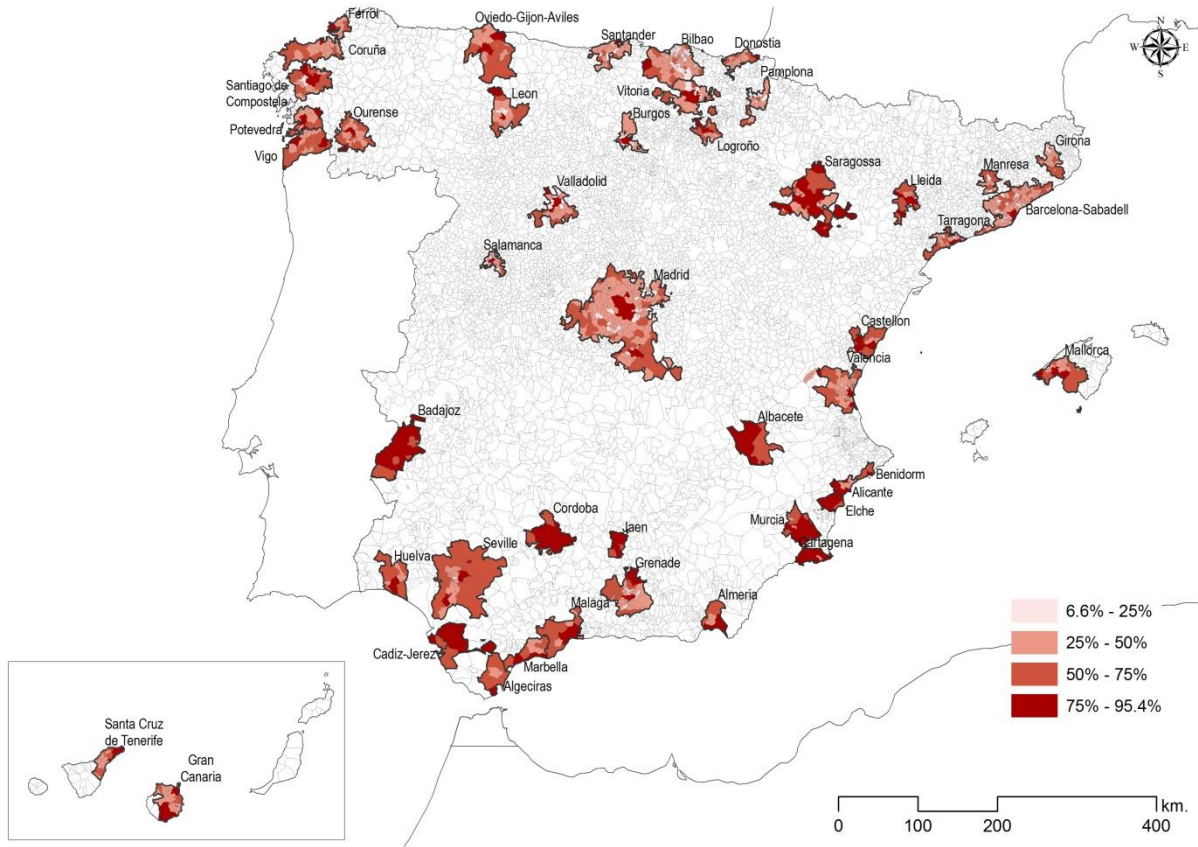 Ferrol
Oviedo-Gijon-Aviles
N
W E
S
Coruña
Santander
Bilbao
Donostia
Santiago de
Compostela
Leon
Vitoria
Pamplona
Potevedra
Ourense
Burgos
Vigo
Logroño
Girona
Saragossa
Manresa
Valladolid
Lleida
Barcelona-Sabadell
Tarragona
Salamanca
Madrid
Castellon
Valencia
Mallorca
Badajoz
Albacete
Benidorm
Alicante
Elche
Cordoba
Jaen
Murcia
Cartagena
Huelva
Seville
Grenade
Almeria
Malaga
Cadiz-Jerez
Marbella
Algeciras
6.6% - 25%
25% - 50%
50% - 75%
75% - 95.4%
Santa Cruz
de Tenerife
Gran
Canaria
km.
0 100 200 400